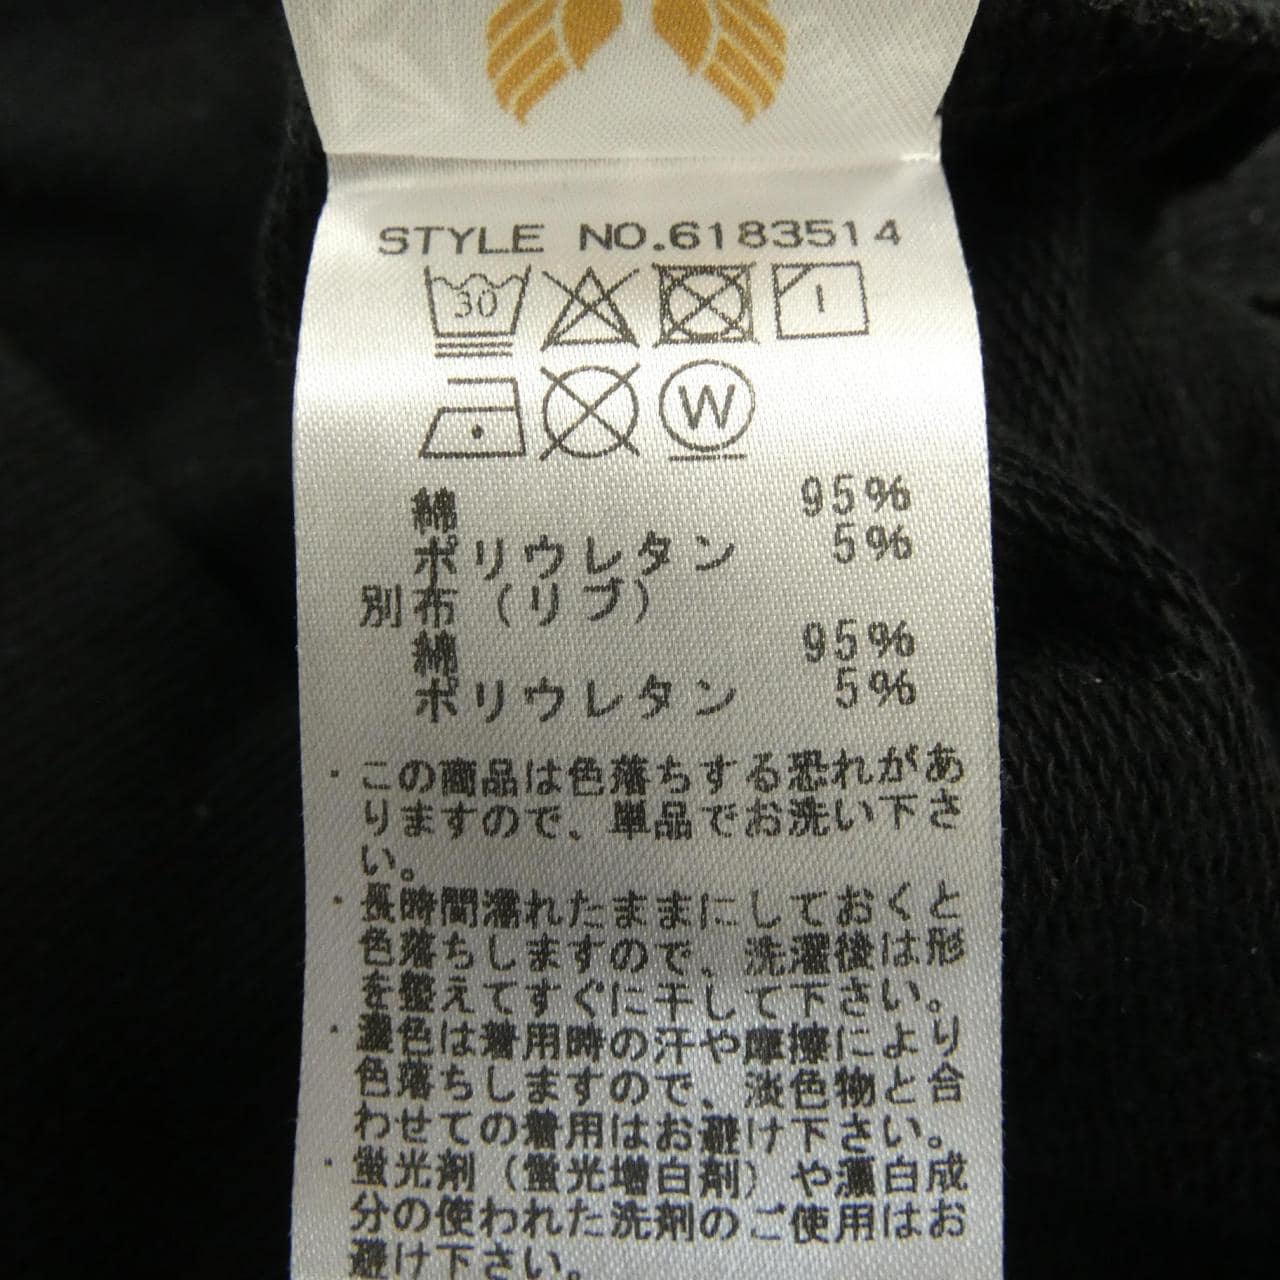 STYLE NO.6183514
30
W
綿 95%
ポリウレタン 5%
別布(リブ)
綿 95%
ポリウレタン 5%
・この商品は色落ちする恐れがあ
りますので、単品でお洗い下さ
い。
・長時間濡れたままにしておくと
色落ちしますので、洗濯後は形
を整えてすぐに干して下さい。
・濃色は着用時の汗や摩擦により
色落ちしますので、淡色物と合
わせての着用はお避け下さい。
・蛍光剤(蛍光増白剤)や漂白成
分の使われた洗剤のご使用はお
避け下さい。